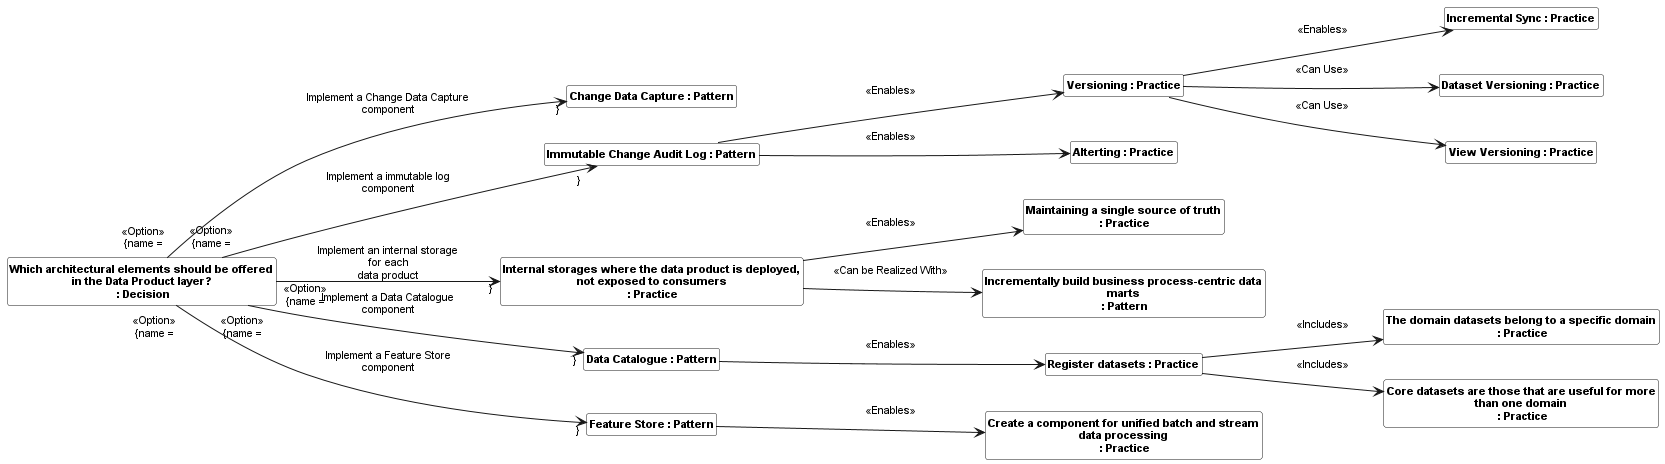 Which architectural elements should be offered
in the Data Product layer?
: Decision
«Option»
{name =
«Option»
{name =
«Option»
{name =
«Option»
{name =
«Option»
{name =
Implement a Change Data Capture
component
}
Change Data Capture : Pattern
Implement a immutable log
component
}
Immutable Change Audit Log : Pattern
Implement an internal storage
for each
data product
}
Internal storages where the data product is deployed,
not exposed to consumers
: Practice
Implement a Data Catalogue
component
}
Data Catalogue : Pattern
Implement a Feature Store
component
}
Feature Store : Pattern
«Enables»
Versioning : Practice
«Enables»
Alterting : Practice
«Enables»
Incremental Sync : Practice
«Can Use»
Dataset Versioning : Practice
«Can Use»
View Versioning : Practice
«Enables»
Maintaining a single source of truth
: Practice
«Can be Realized With»
Incrementally build business process-centric data
marts
: Pattern
«Enables»
Register datasets : Practice
«Includes»
The domain datasets belong to a specific domain
: Practice
«Includes»
Core datasets are those that are useful for more
than one domain
: Practice
«Enables»
Create a component for unified batch and stream
data processing
: Practice